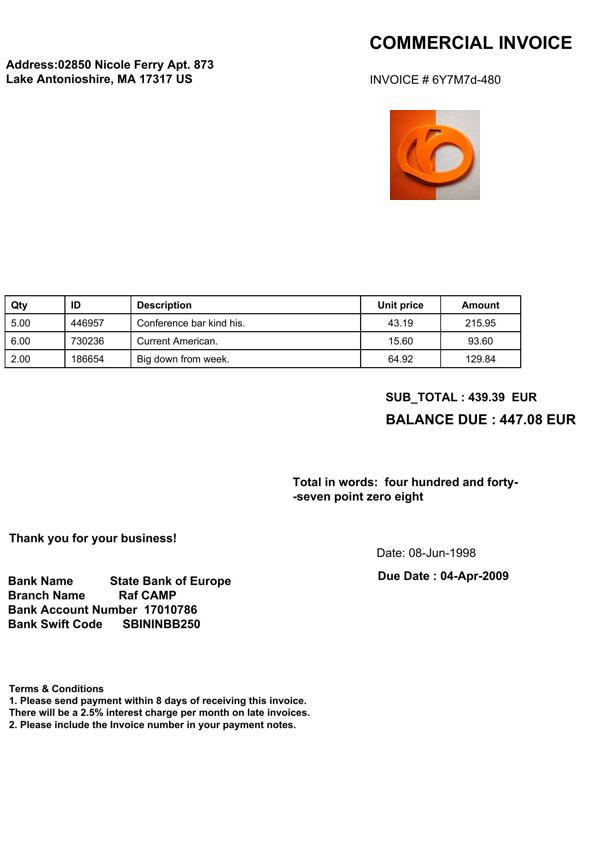 COMMERCIAL INVOICE
Address:02850 Nicole Ferry Apt. 873
Lake Antonioshire, MA 17317 US
INVOICE # 6Y7M7d-480
Qty ID Description Unit price Amount
5.00 446957 Conference bar kind his. 43.19 215.95
6.00 730236 Current American. 15.60 93.60
2.00 186654 Big down from week. 64.92 129.84
SUB_TOTAL : 439.39 EUR
BALANCE DUE : 447.08 EUR
Total in words: four hundred and forty-
-seven point zero eight
Thank you for your business!
Date: 08-Jun-1998
Due Date : 04-Apr-2009
Bank Name State Bank of Europe
Branch Name Raf CAMP
Bank Account Number 17010786
Bank Swift Code SBININBB250
Terms & Conditions
1. Please send payment within 8 days of receiving this invoice.
There will be a 2.5% interest charge per month on late invoices.
2. Please include the Invoice number in your payment notes.